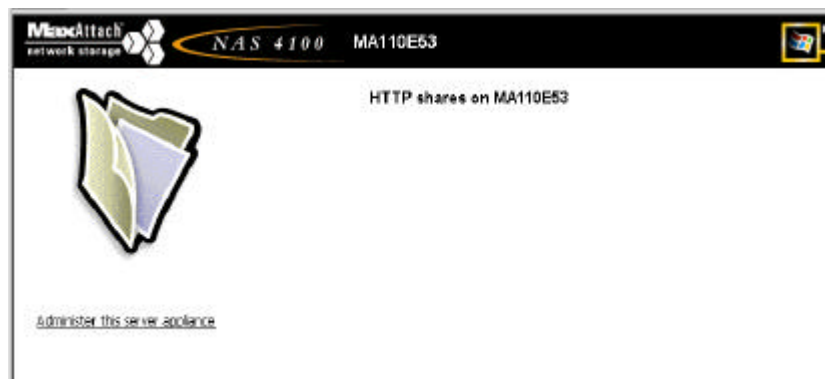 MaxAttach
network storage
NAS 4100
MA110E53
HTTP shares on MA110E53
Administer this server appliance